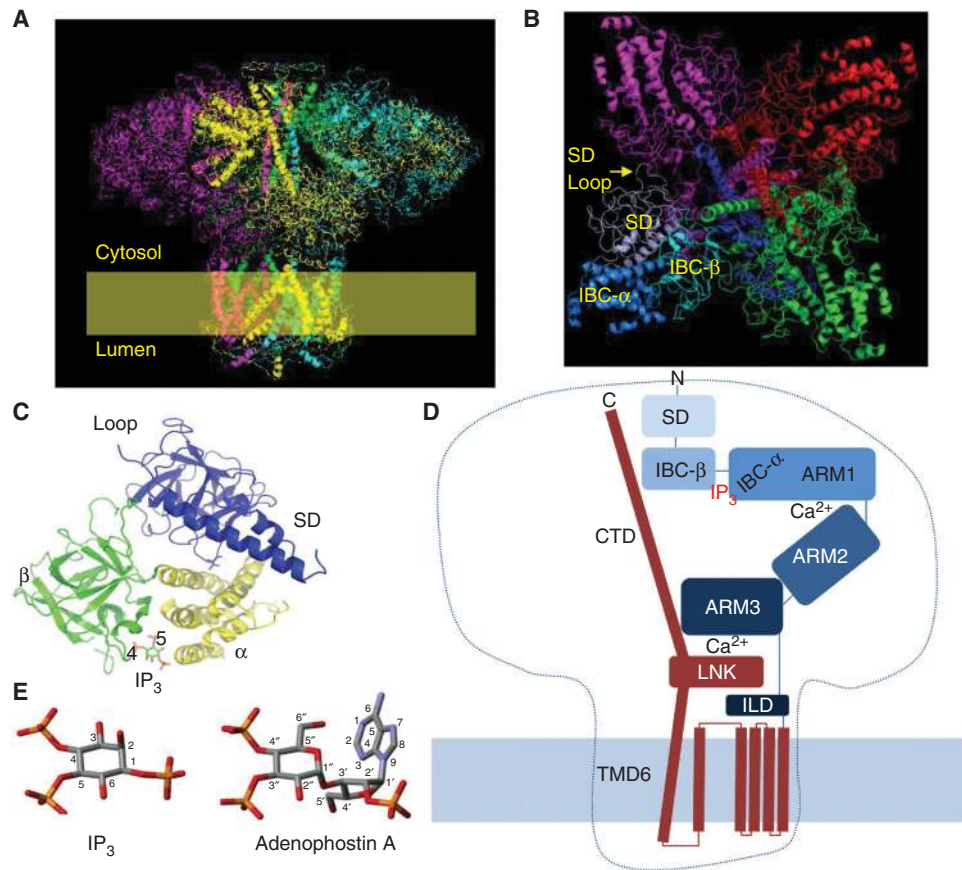 A
Cytosol
Lumen
B
SD
Loop
SD
IBC-β
IBC-α
C
Loop
SD
β
4
5
IP3
α
D
N
C
SD
IBC-β
IP3
IBC-α
ARM1
Ca2+
ARM2
CTD
ARM3
Ca2+
LNK
ILD
TMD6
E
3
2
4
1
5
6
IP3
6″
4″
5″
1″
3″
2″
6
1
5
7
2
4
8
3
9
3′
2′
1′
5′
4′
Adenophostin A